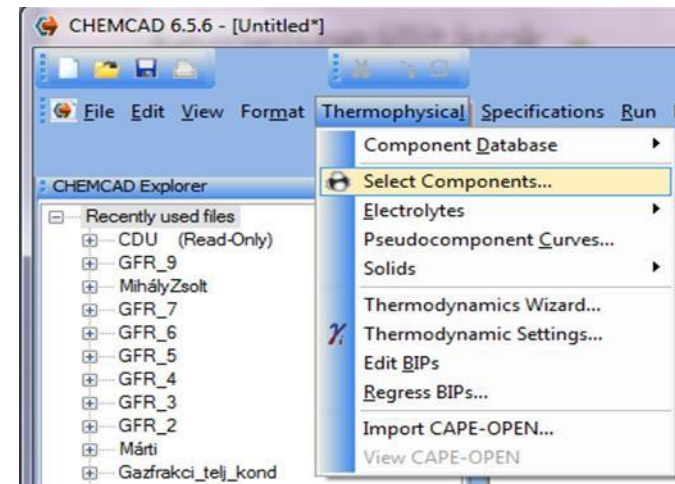 CHEMCAD 6.5.6 - [Untitled*]
File Edit View Format Thermophysical Specifications Run
CHEMCAD Explorer
Recently used files
CDU (Read-Only)
GFR_9
MihályZsolt
GFR_7
GFR_6
GFR_5
GFR_4
GFR_3
GFR_2
Márti
Gazfrakci_telj_kond
Component Database
Select Components...
Electrolytes
Pseudocomponent Curves...
Solids
Thermodynamics Wizard...
Thermodynamic Settings...
Edit BIPs
Regress BIPs...
Import CAPE-OPEN...
View CAPE-OPEN